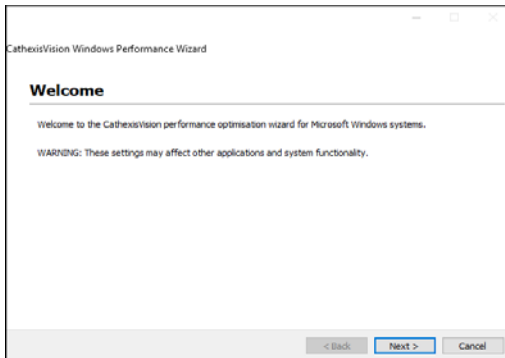 CathexisVision Windows Performance Wizard
Welcome
Welcome to the CathexisVision performance optimisation wizard for Microsoft Windows systems.
WARNING: These settings may affect other applications and system functionality.
< Back Next > Cancel